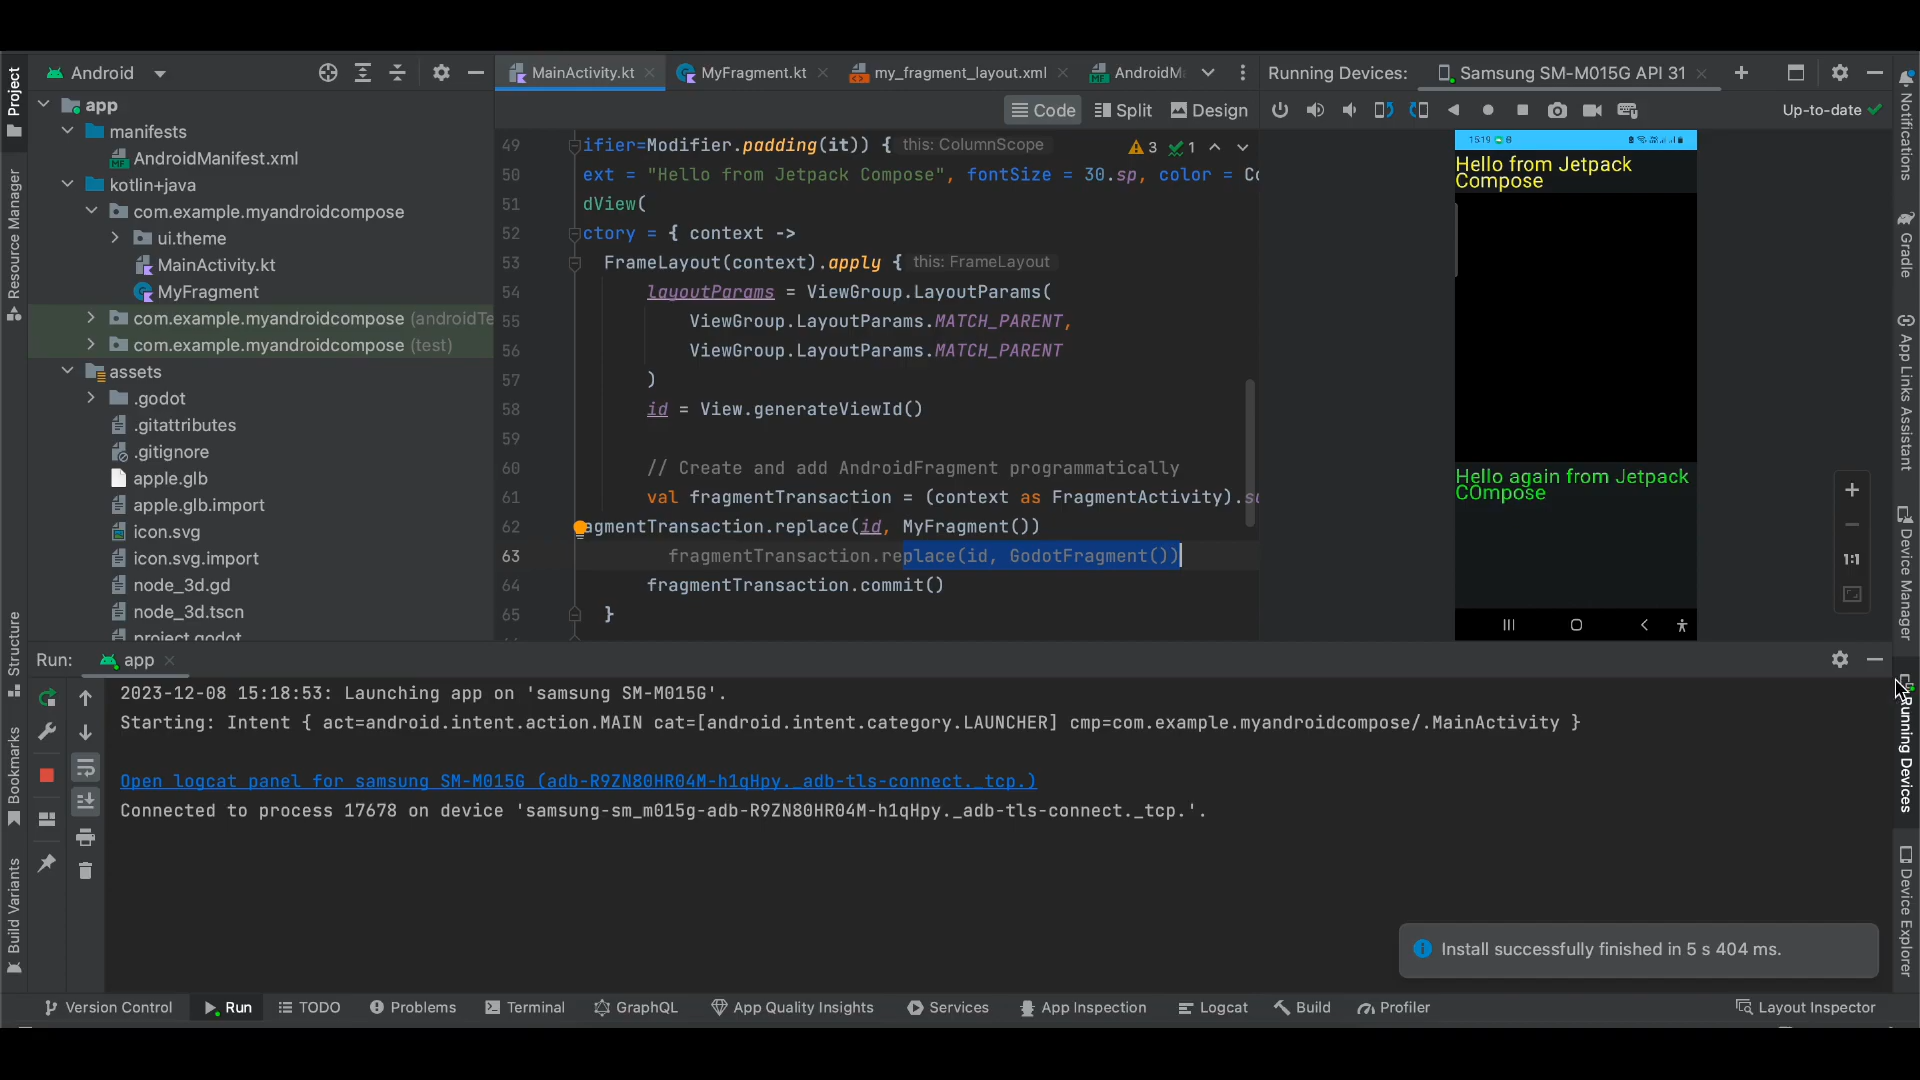 Android
MainActivity.kt
MyFragment.kt
my_fragment_layout.xml
AndroidM
Running Devices:
Samsung SM-M015G API 31
Code
Split
Design
Up-to-date
Project
Resource Manager
Structure
Bookmarks
Build Variants
app
manifests
AndroidManifest.xml
kotlin+java
com.example.myandroidcompose
ui.theme
MainActivity.kt
MyFragment
com.example.myandroidcompose (androidTe
com.example.myandroidcompose (test)
assets
.godot
.gitattributes
.gitignore
apple.glb
apple.glb.import
icon.svg
icon.svg.import
node_3d.gd
node_3d.tscn
project.godot
49 ifier=Modifier.padding(it)) { this: ColumnScope
3 1
50 ext = "Hello from Jetpack Compose", fontSize = 30.sp, color = Co
51 dView(
52 ctory = { context ->
53 FrameLayout(context).apply { this: FrameLayout
54 layoutParams = ViewGroup.LayoutParams(
55 ViewGroup.LayoutParams.MATCH_PARENT,
56 ViewGroup.LayoutParams.MATCH_PARENT
57 )
58 id = View.generateViewId()
59
60 // Create and add AndroidFragment programmatically
61 val fragmentTransaction = (context as FragmentActivity).su
62 agmentTransaction.replace(id, MyFragment())
63 fragmentTransaction.replace(id, GodotFragment())
64 fragmentTransaction.commit()
65 }
15:19
Hello from Jetpack
Compose
Hello again from Jetpack
COmpose
1:1
Notifications
Gradle
App Links Assistant
Device Manager
Running Devices
Device Explorer
Run:
app
2023-12-08 15:18:53: Launching app on 'samsung SM-M015G'.
Starting: Intent { act=android.intent.action.MAIN cat=[android.intent.category.LAUNCHER] cmp=com.example.myandroidcompose/.MainActivity }
Open logcat panel for samsung SM-M015G (adb-R9ZN80HR04M-h1qHpy._adb-tls-connect._tcp.)
Connected to process 17678 on device 'samsung-sm_m015g-adb-R9ZN80HR04M-h1qHpy._adb-tls-connect._tcp.'.
Install successfully finished in 5 s 404 ms.
Version Control
Run
TODO
Problems
Terminal
GraphQL
App Quality Insights
Services
App Inspection
Logcat
Build
Profiler
Layout Inspector